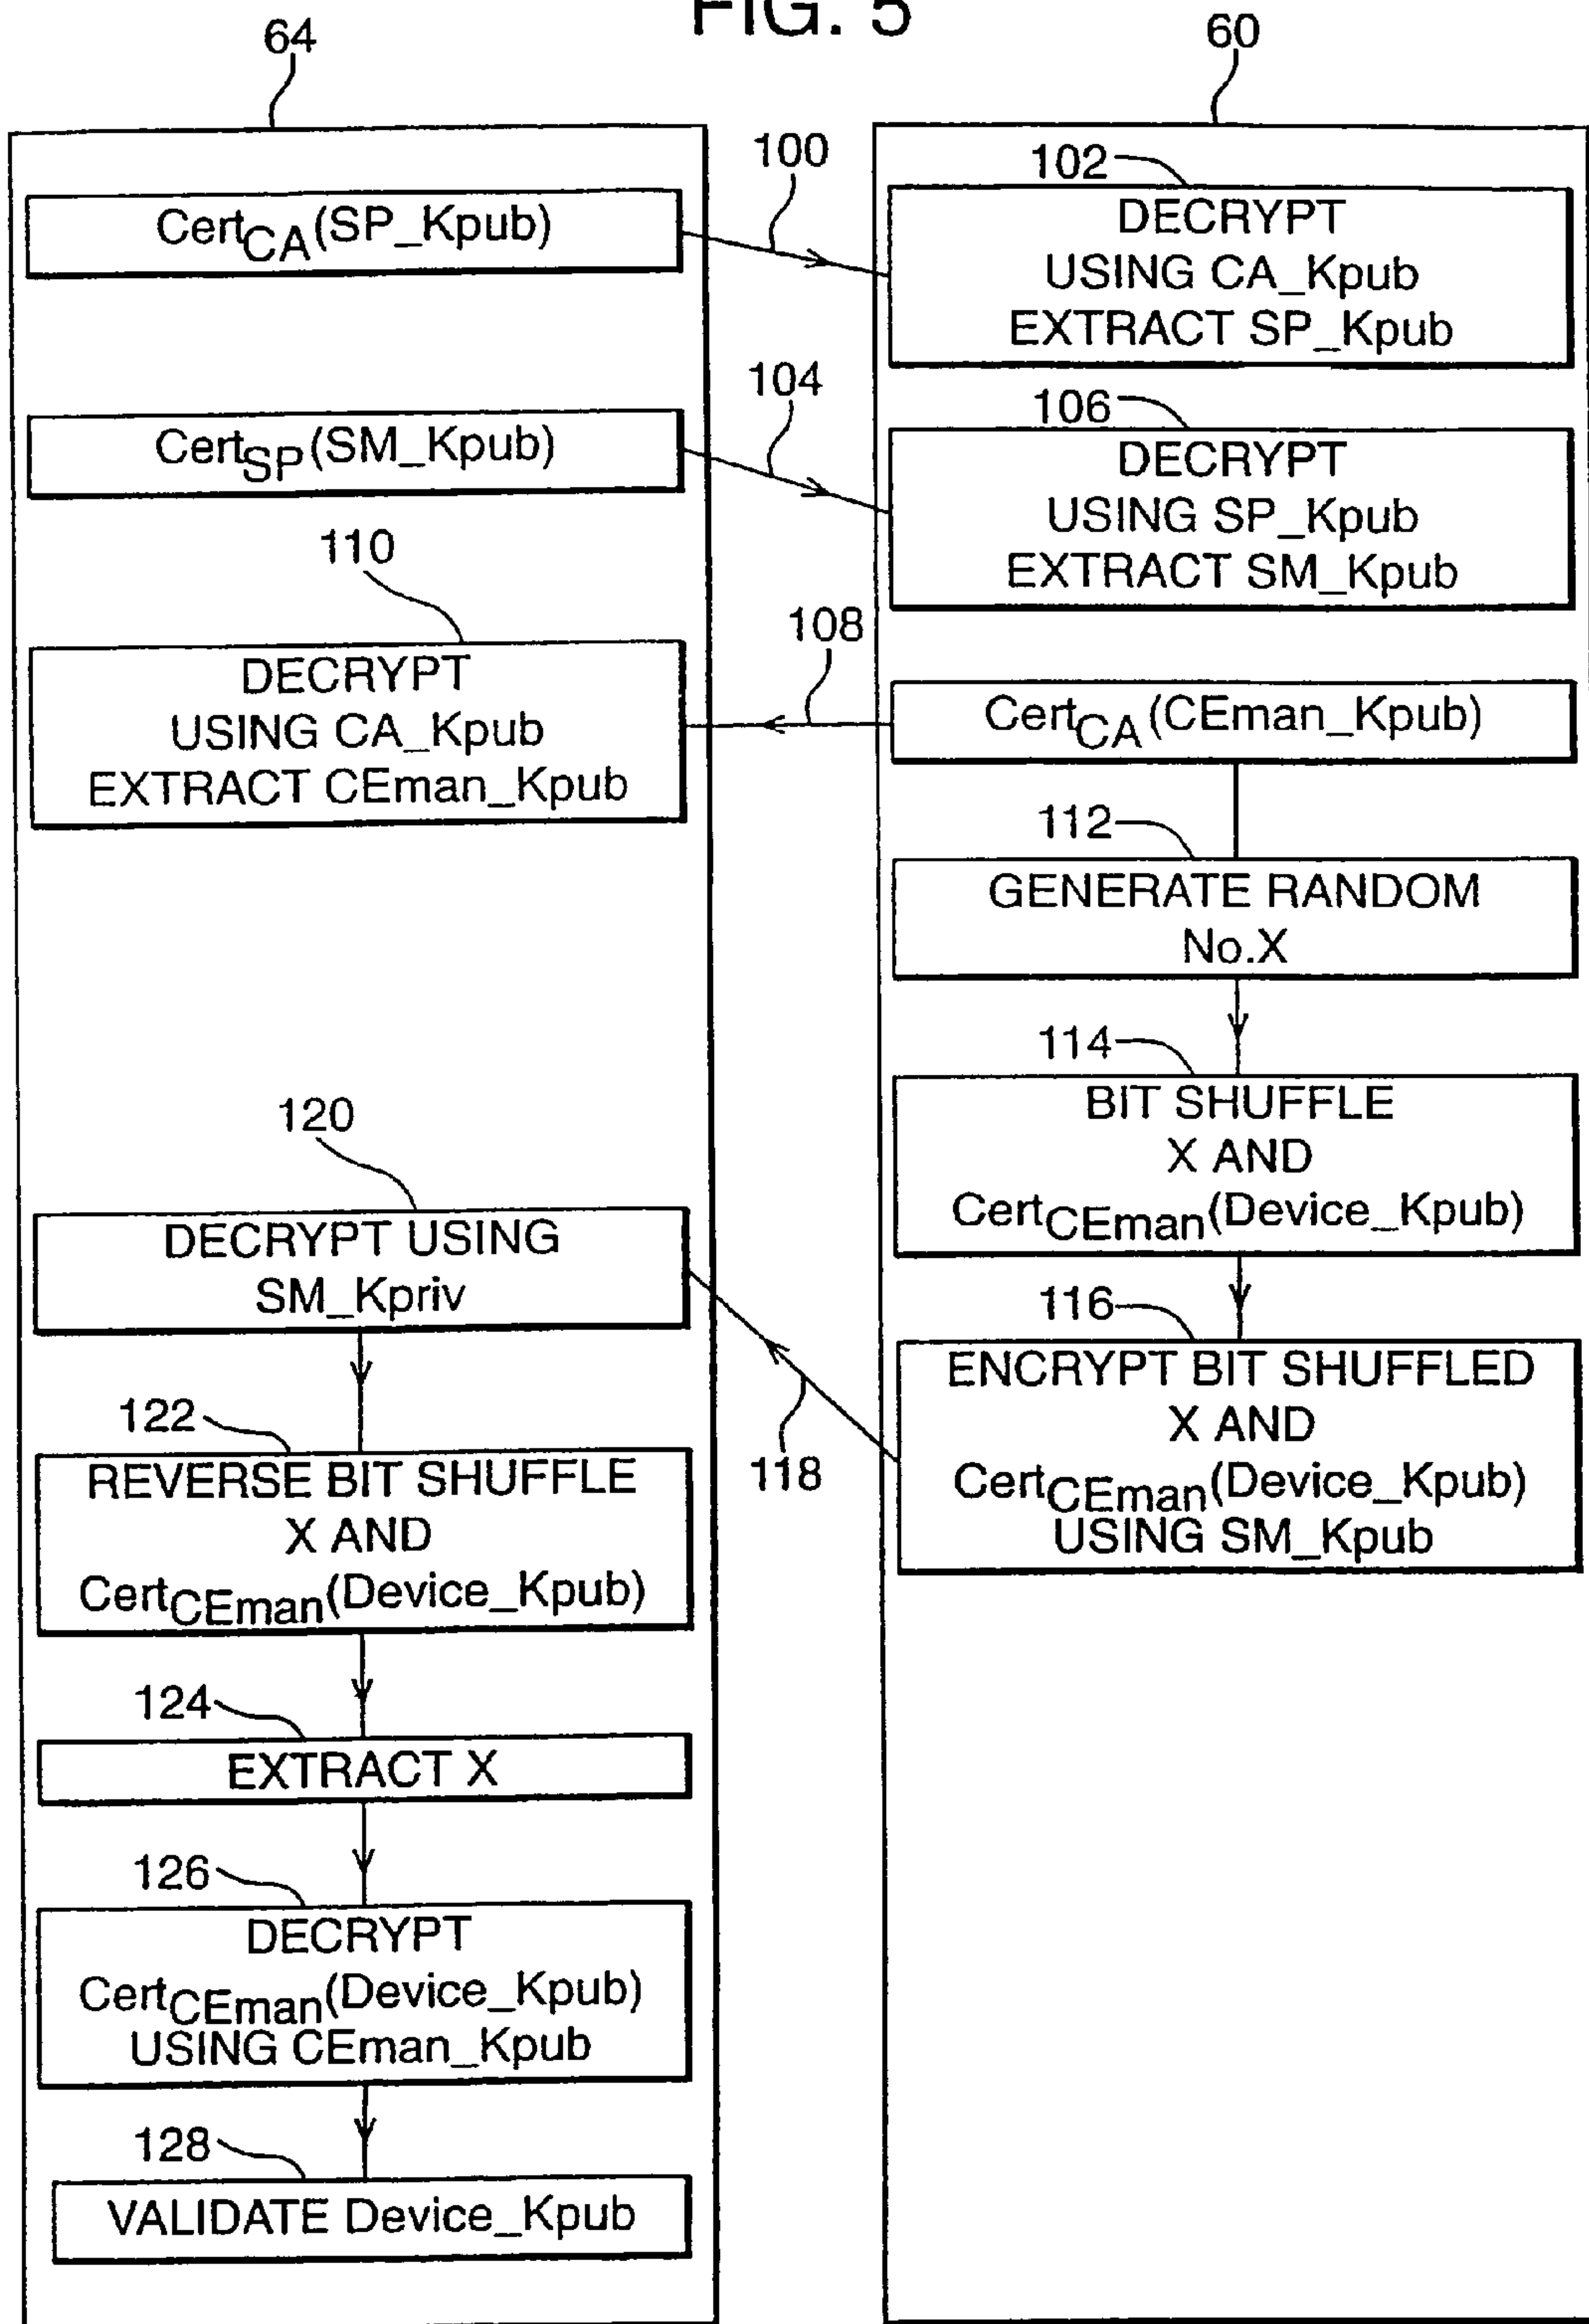 FIG. 5
64
60
100
102
CertCA(SP_Kpub)
DECRYPT
USING CA_Kpub
EXTRACT SP_Kpub
104
106
CertSP(SM_Kpub)
DECRYPT
USING SP_Kpub
EXTRACT SM_Kpub
110
108
DECRYPT
USING CA_Kpub
EXTRACT CEman_Kpub
CertCA(CEman_Kpub)
112
GENERATE RANDOM
No.X
114
BIT SHUFFLE
X AND
CertCEman(Device_Kpub)
120
DECRYPT USING
SM_Kpriv
116
ENCRYPT BIT SHUFFLED
X AND
CertCEman(Device_Kpub)
USING SM_Kpub
118
122
REVERSE BIT SHUFFLE
X AND
CertCEman(Device_Kpub)
124
EXTRACT X
126
DECRYPT
CertCEman(Device_Kpub)
USING CEman_Kpub
128
VALIDATE Device_Kpub